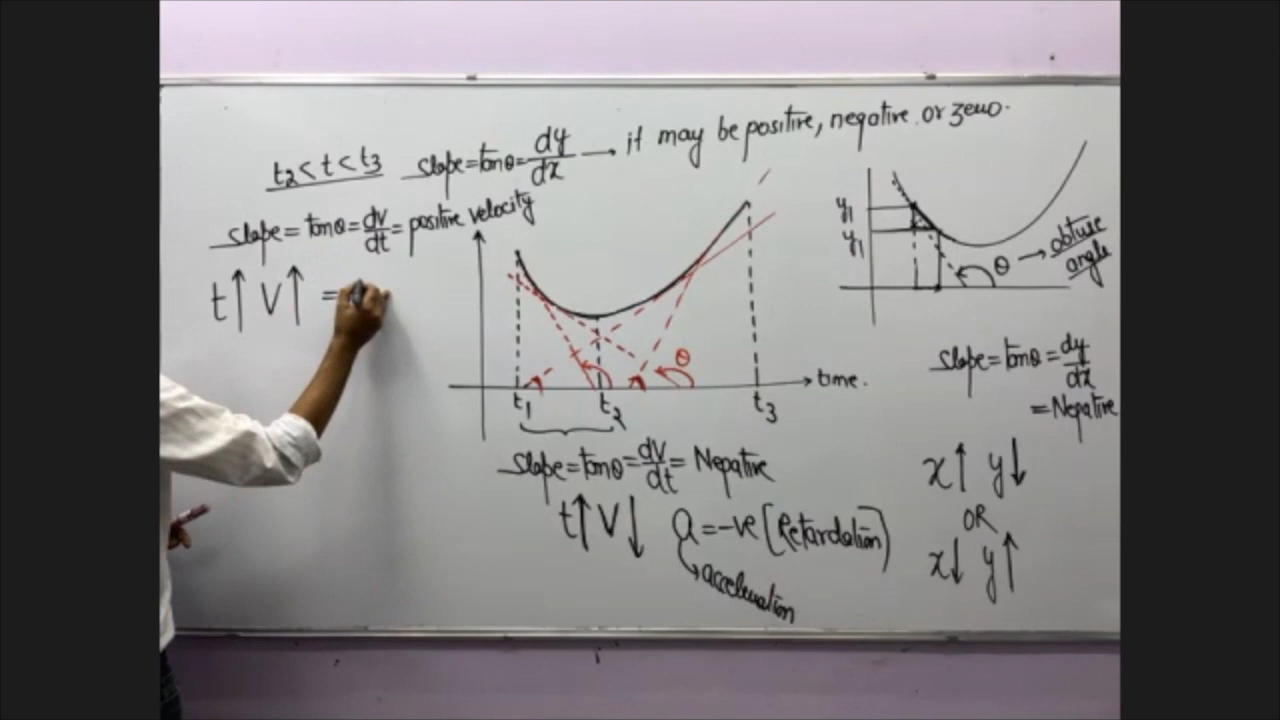 slope=tanθ=dy/dx → it may be positive, negative or zero.
t2<t<t3
slope=tanθ=dv/dt= positive velocity
t↑ V↑ =
θ
time.
t1
t2
t3
slope=tanθ=dv/dt= Negative
t↑ V↓ a=-ve [Retardation]
acceleration
y1
y1
θ → obtuse
angle
slope=tanθ=dy/dx
=Negative
x↑ y↓
OR
x↓ y↑